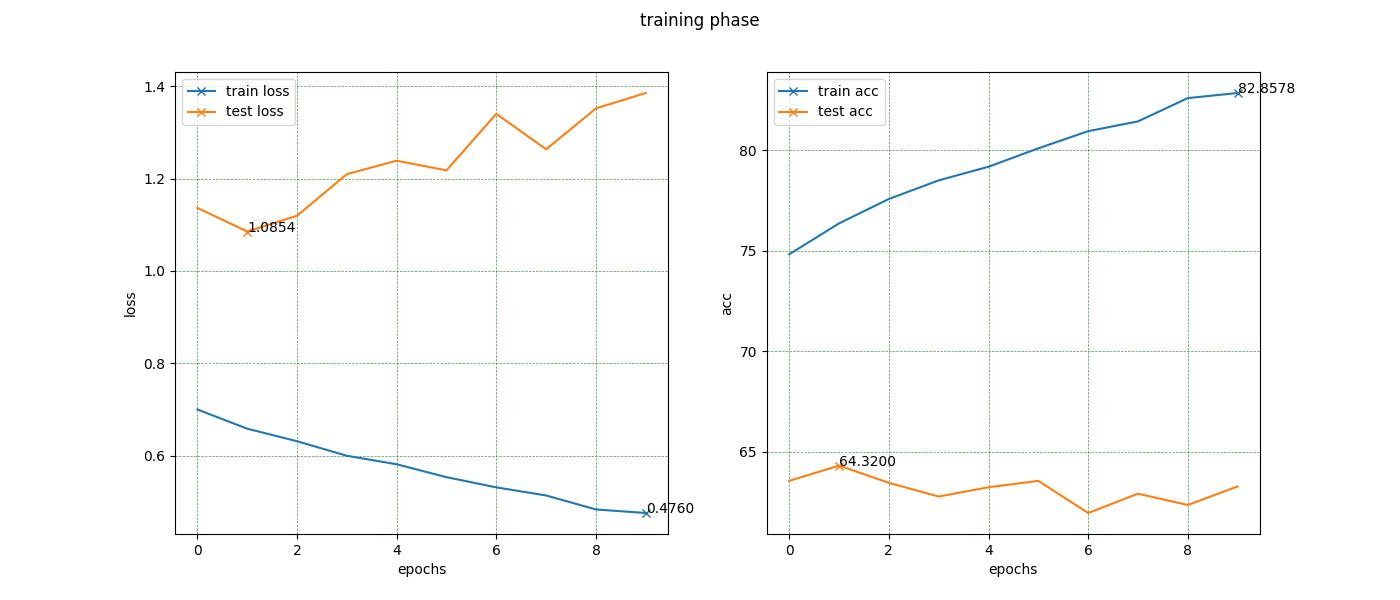 training phase
train loss
test loss
1.4
1.2
1.0
0.8
0.6
loss
1.0854
0.4760
0 2 4 6 8
epochs
train acc
test acc
82.8578
80
75
70
65
acc
64.3200
0 2 4 6 8
epochs